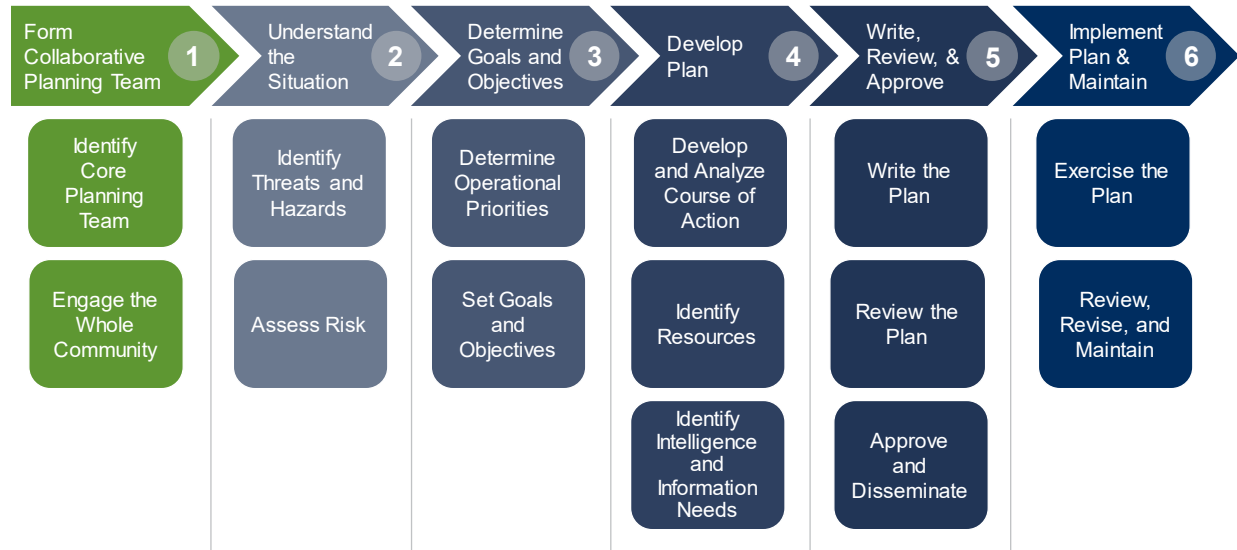 Form
Collaborative
Planning Team
1
Understand
the
Situation
2
Determine
Goals and
Objectives
3
Develop
Plan
4
Write,
Review, &
Approve
5
Implement
Plan &
Maintain
6
Identify
Core
Planning
Team
Engage the
Whole
Community
Identify
Threats and
Hazards
Assess Risk
Determine
Operational
Priorities
Set Goals
and
Objectives
Develop
and Analyze
Course of
Action
Identify
Resources
Identify
Intelligence
and
Information
Needs
Write the
Plan
Review the
Plan
Approve
and
Disseminate
Exercise the
Plan
Review,
Revise, and
Maintain